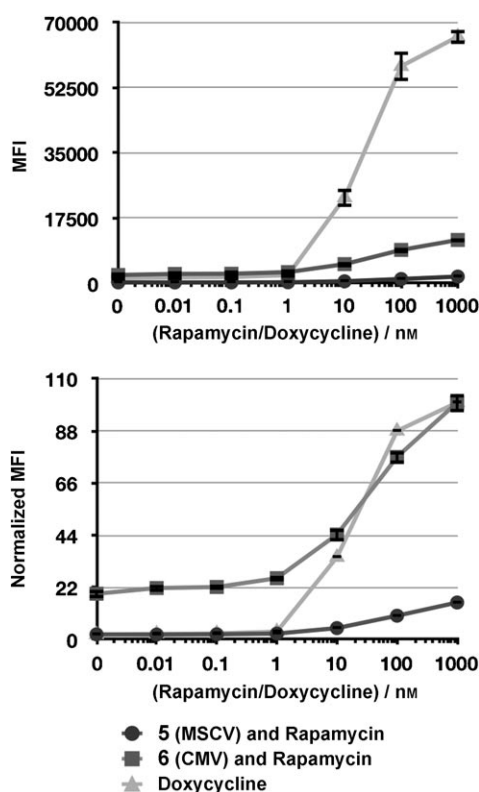 70000
52500
35000
17500
0
MFI
0 0.01 0.1 1 10 100 1000
(Rapamycin/Doxycycline) / nM
110
88
66
44
22
0
Normalized MFI
0 0.01 0.1 1 10 100 1000
(Rapamycin/Doxycycline) / nM
5 (MSCV) and Rapamycin
6 (CMV) and Rapamycin
Doxycycline